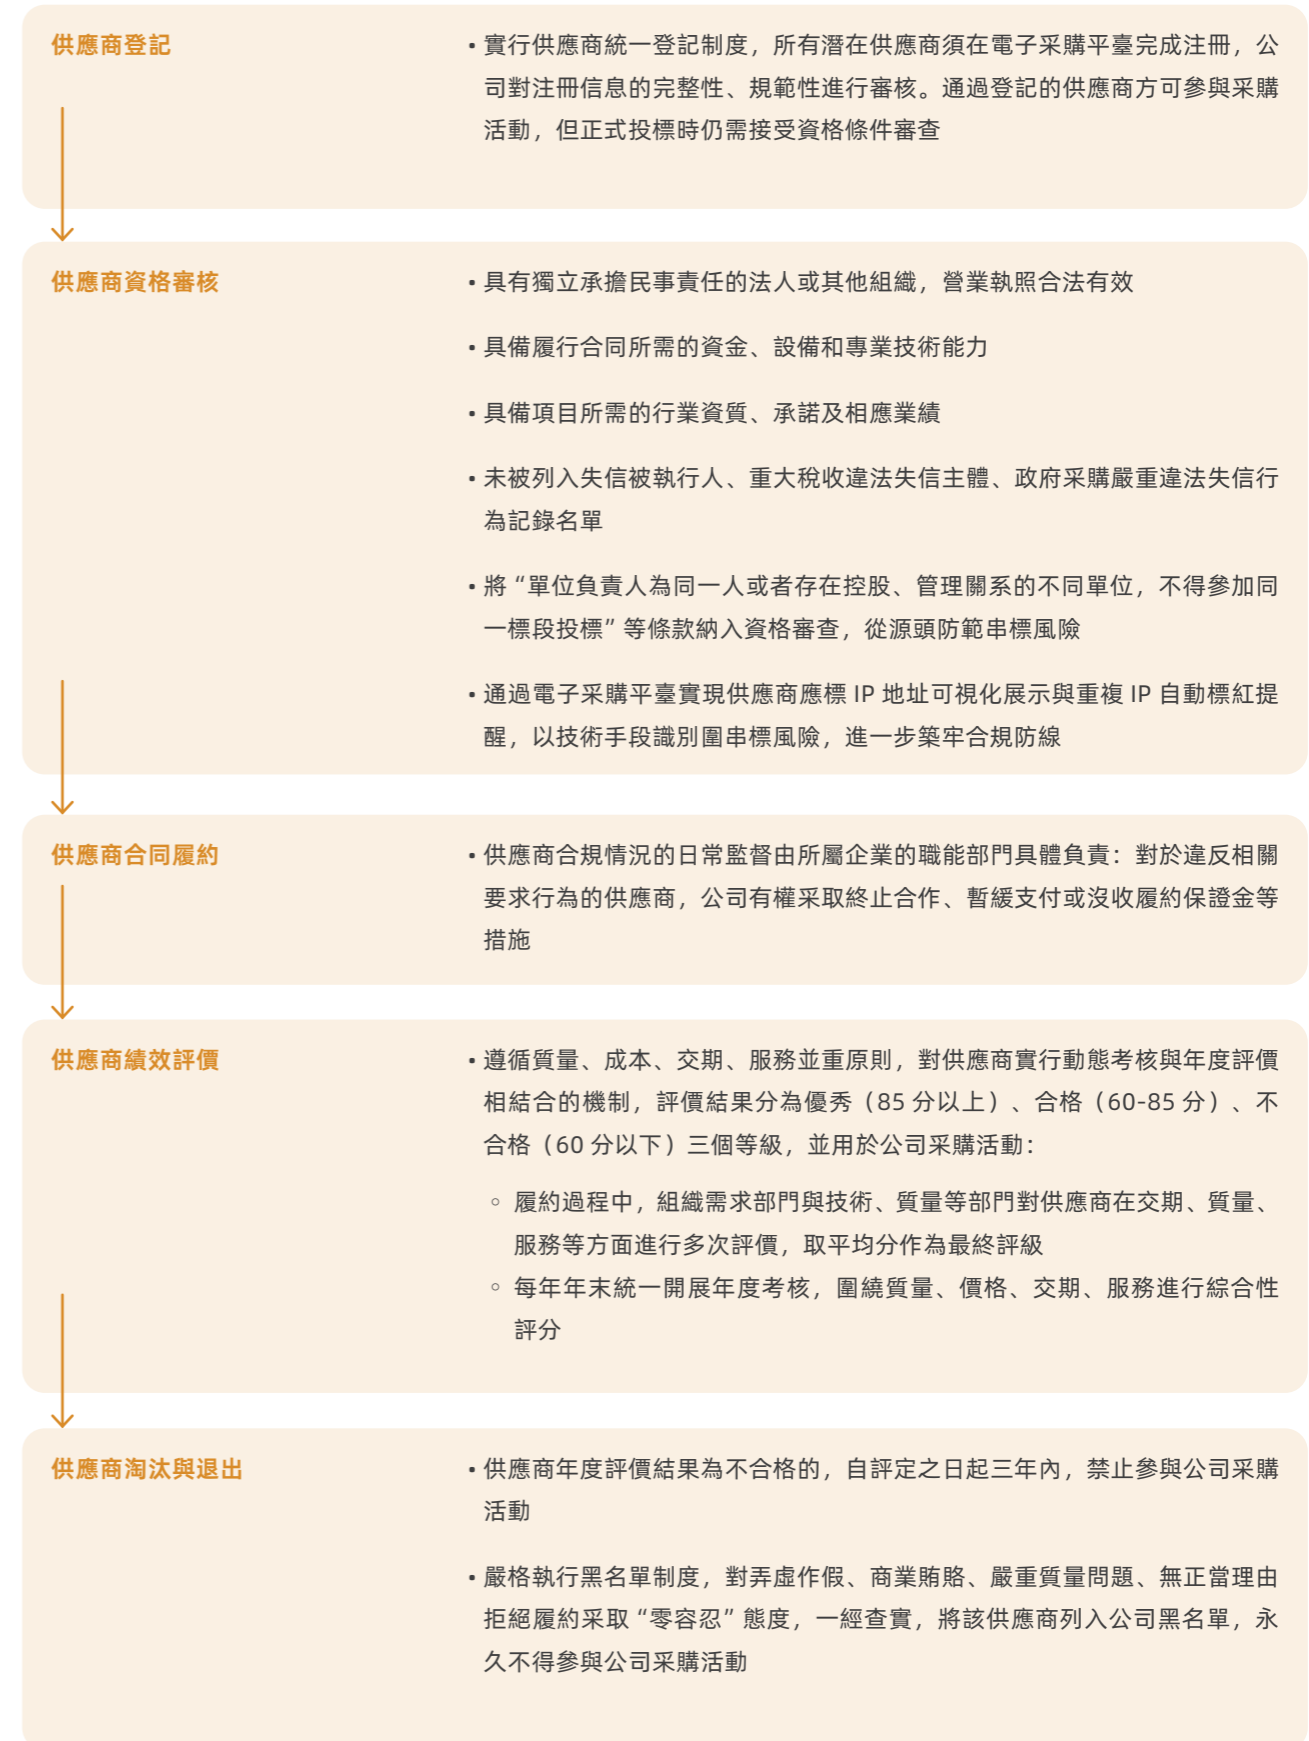 供應商登記
• 實行供應商統一登記制度，所有潛在供應商須在電子采購平臺完成注冊，公
司對注冊信息的完整性、規範性進行審核。通過登記的供應商方可參與采購
活動，但正式投標時仍需接受資格條件審查
供應商資格審核
• 具有獨立承擔民事責任的法人或其他組織，營業執照合法有效
• 具備履行合同所需的資金、設備和專業技術能力
• 具備項目所需的行業資質、承諾及相應業績
• 未被列入失信被執行人、重大稅收違法失信主體、政府采購嚴重違法失信行
為記錄名單
• 將“單位負責人為同一人或者存在控股、管理關系的不同單位，不得參加同
一標段投標”等條款納入資格審查，從源頭防範串標風險
• 通過電子采購平臺實現供應商應標 IP 地址可視化展示與重複 IP 自動標紅提
醒，以技術手段識別圍串標風險，進一步築牢合規防線
供應商合同履約
• 供應商合規情況的日常監督由所屬企業的職能部門具體負責：對於違反相關
要求行為的供應商，公司有權采取終止合作、暫緩支付或沒收履約保證金等
措施
供應商績效評價
• 遵循質量、成本、交期、服務並重原則，對供應商實行動態考核與年度評價
相結合的機制，評價結果分為優秀（85 分以上）、合格（60-85 分）、不
合格（60 分以下）三個等級，並用於公司采購活動：
○ 履約過程中，組織需求部門與技術、質量等部門對供應商在交期、質量、
服務等方面進行多次評價，取平均分作為最終評級
○ 每年年末統一開展年度考核，圍繞質量、價格、交期、服務進行綜合性
評分
供應商淘汰與退出
• 供應商年度評價結果為不合格的，自評定之日起三年內，禁止參與公司采購
活動
• 嚴格執行黑名單制度，對弄虛作假、商業賄賂、嚴重質量問題、無正當理由
拒絕履約采取“零容忍”態度，一經查實，將該供應商列入公司黑名單，永
久不得參與公司采購活動